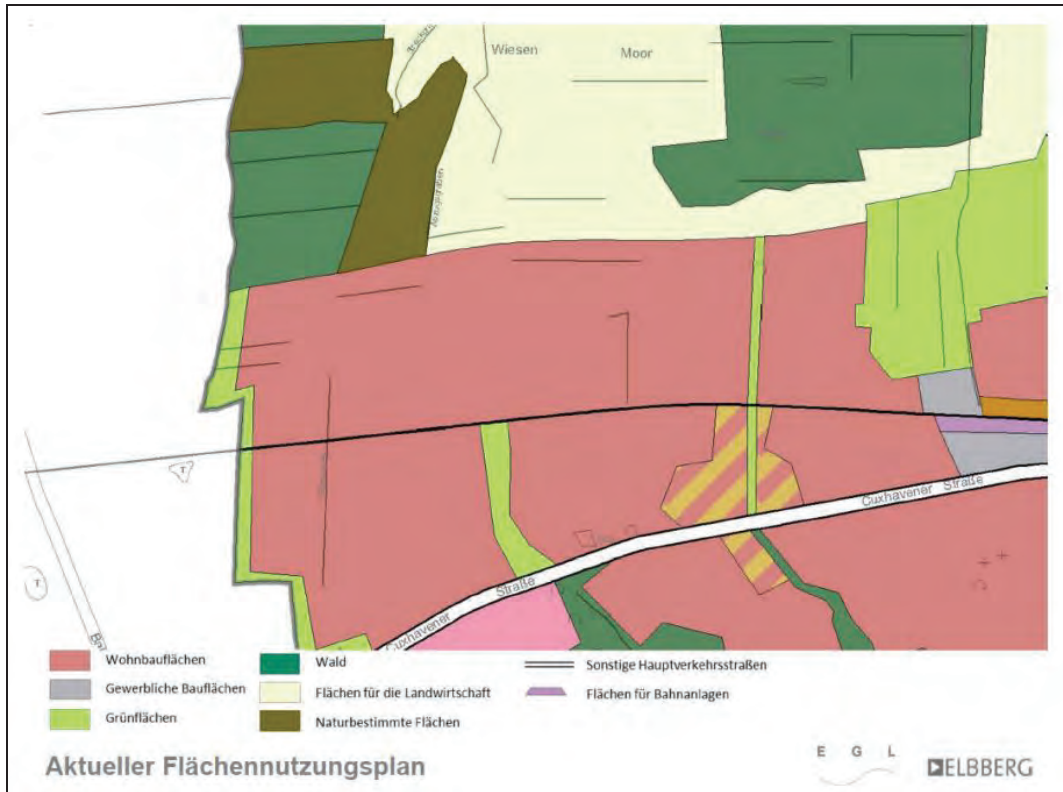 Wiesen
Moor
Cuxhavener Straße
Straße
Cuxhavener
T
T
Wohnbauflächen
Gewerbliche Bauflächen
Grünflächen
Wald
Flächen für die Landwirtschaft
Naturbestimmte Flächen
Sonstige Hauptverkehrsstraßen
Flächen für Bahnanlagen
Aktueller Flächennutzungsplan
E G L
ELBBERG